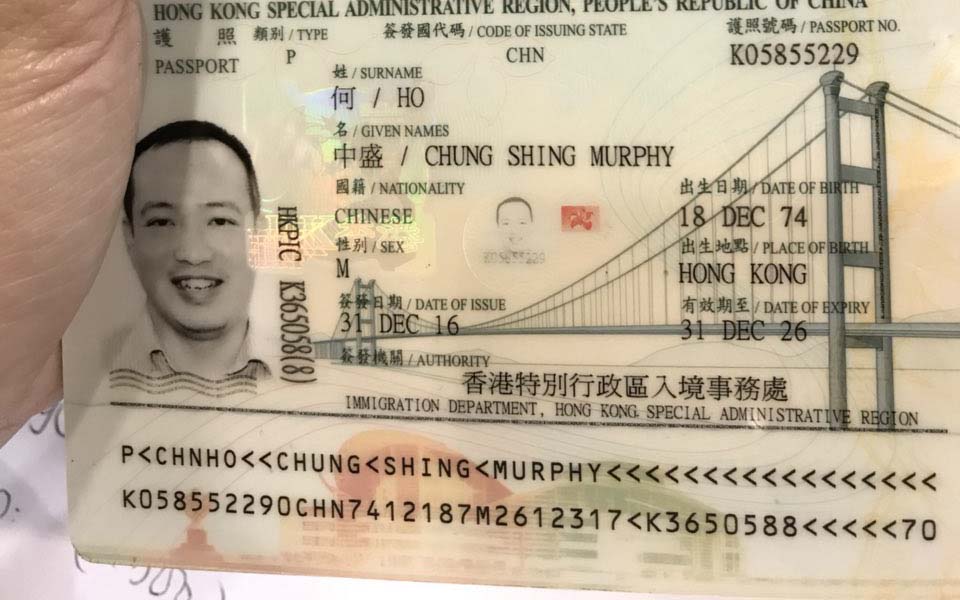 HONG KONG SPECIAL ADMINISTRATIVE REGION, PEOPLE'S REPUBLIC OF CHINA
護 照 類別 / TYPE 簽發國代碼 / CODE OF ISSUING STATE 護照號碼 / PASSPORT NO.
PASSPORT P CHN K05855229
姓 / SURNAME
何 / HO
名 / GIVEN NAMES
中盛 / CHUNG SHING MURPHY
國籍 / NATIONALITY 出生日期 / DATE OF BIRTH
CHINESE 18 DEC 74
性別 / SEX 出生地點 / PLACE OF BIRTH
M HONG KONG
簽發日期 / DATE OF ISSUE 有效期至 / DATE OF EXPIRY
31 DEC 16 31 DEC 26
簽發機關 / AUTHORITY
香港特別行政區入境事務處
IMMIGRATION DEPARTMENT, HONG KONG SPECIAL ADMINISTRATIVE REGION
HKPIC K365058(8)
K05855229
P<CHNHO<<CHUNG<SHING<MURPHY<<<<<<<<<<<<<<<<<
K058552290CHN7412187M2612317<K3650588<<<<<70